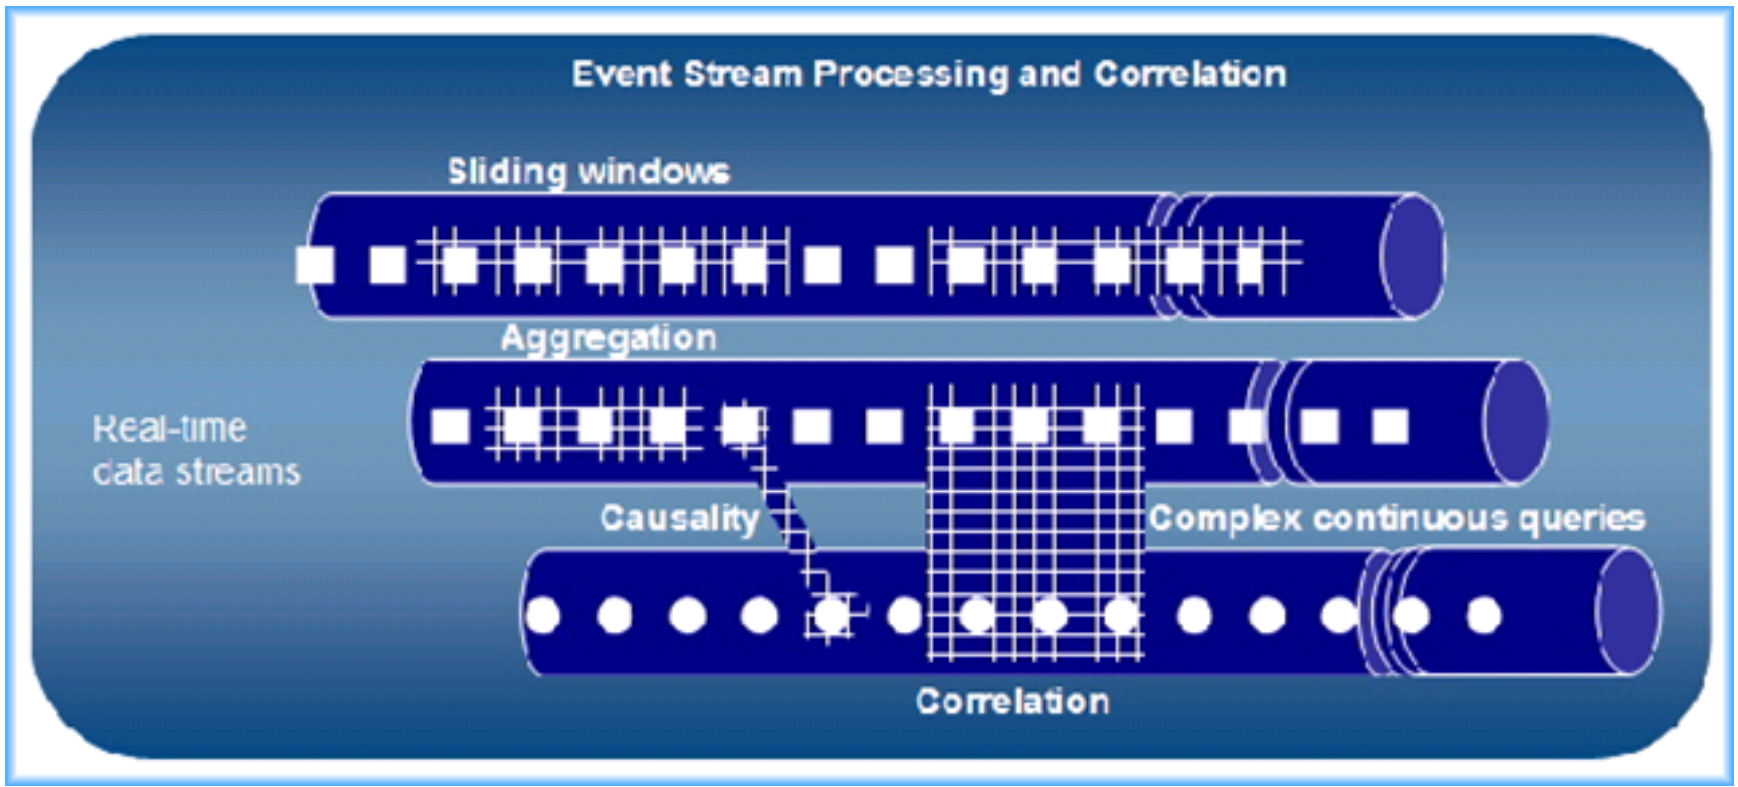 Event Stream Processing and Correlation
Sliding windows
Aggregation
Real-time
data streams
Causality
Complex continuous queries
Correlation